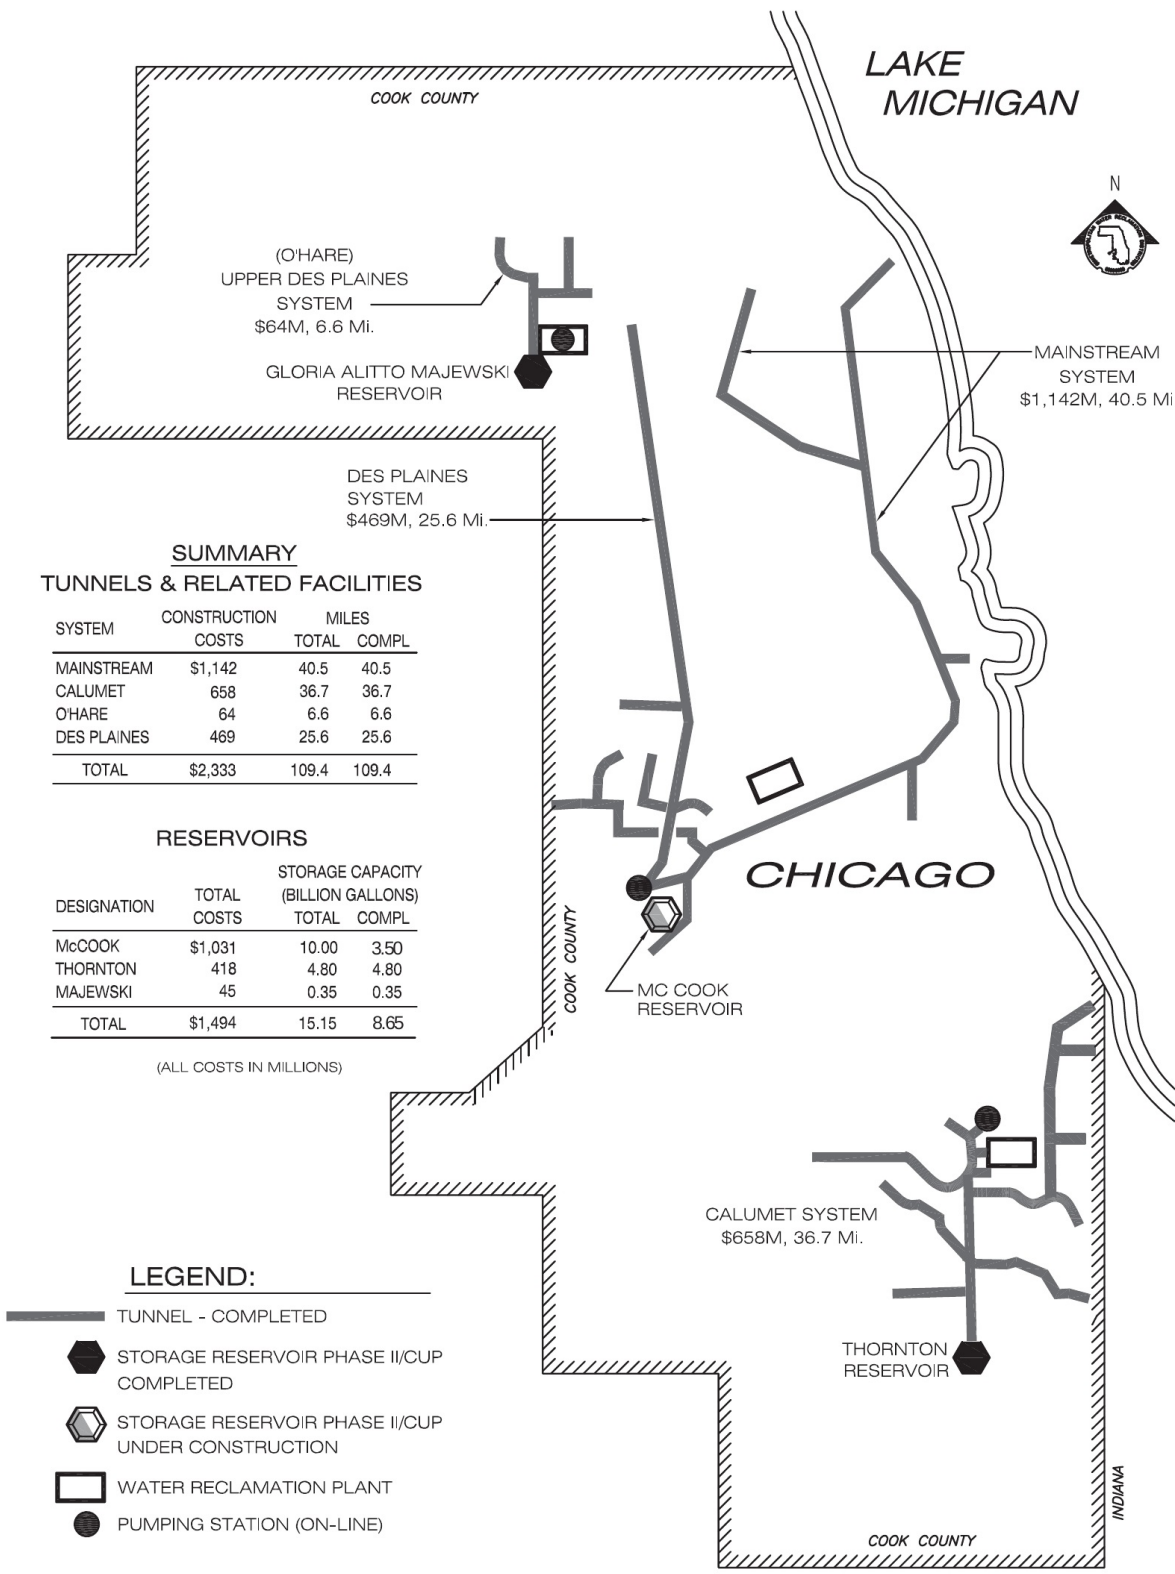 LAKE
MICHIGAN
COOK COUNTY
N
(O'HARE)
UPPER DES PLAINES
SYSTEM
$64M, 6.6 Mi.
GLORIA ALITTO MAJEWSKI
RESERVOIR
MAINSTREAM
SYSTEM
$1,142M, 40.5 Mi
DES PLAINES
SYSTEM
$469M, 25.6 Mi.
SUMMARY
TUNNELS & RELATED FACILITIES
SYSTEM CONSTRUCTION COSTS MILES TOTAL COMPL
MAINSTREAM $1,142 40.5 40.5
CALUMET 658 36.7 36.7
O'HARE 64 6.6 6.6
DES PLAINES 469 25.6 25.6
TOTAL $2,333 109.4 109.4
RESERVOIRS
STORAGE CAPACITY
DESIGNATION TOTAL (BILLION GALLONS)
COSTS TOTAL COMPL
McCOOK $1,031 10.00 3.50
THORNTON 418 4.80 4.80
MAJEWSKI 45 0.35 0.35
TOTAL $1,494 15.15 8.65
(ALL COSTS IN MILLIONS)
CHICAGO
COOK COUNTY
MC COOK
RESERVOIR
CALUMET SYSTEM
$658M, 36.7 Mi.
THORNTON
RESERVOIR
LEGEND:
TUNNEL - COMPLETED
STORAGE RESERVOIR PHASE II/CUP
COMPLETED
STORAGE RESERVOIR PHASE II/CUP
UNDER CONSTRUCTION
WATER RECLAMATION PLANT
PUMPING STATION (ON-LINE)
INDIANA
COOK COUNTY